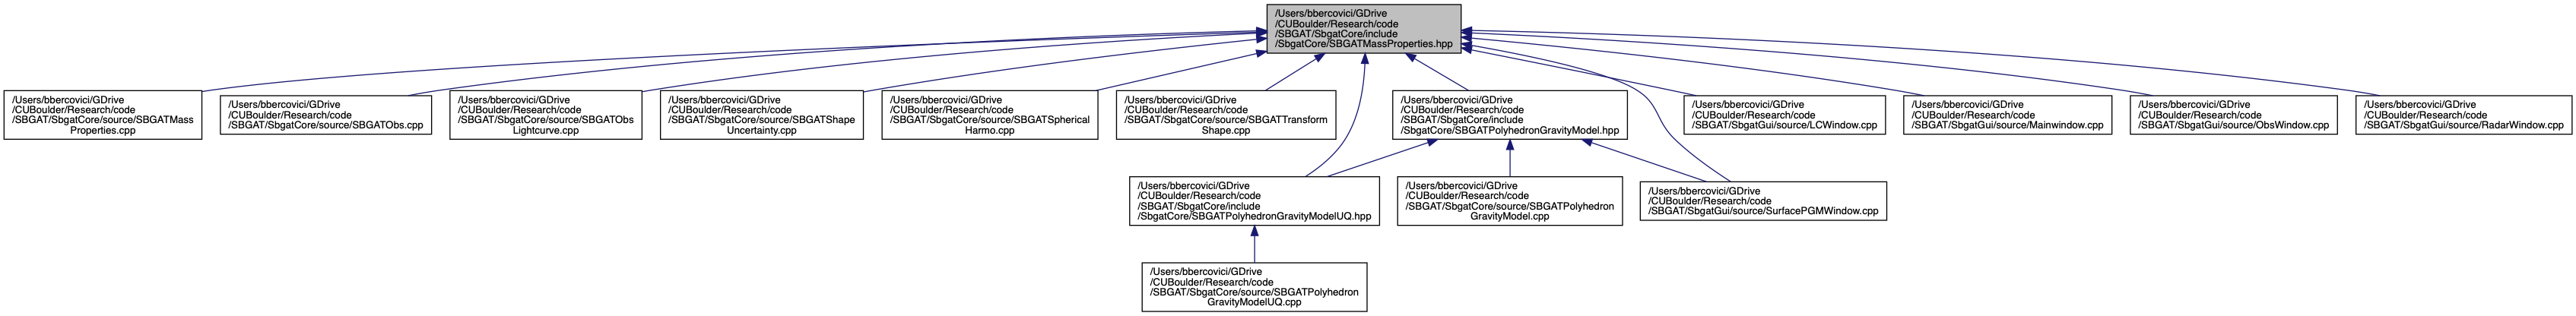 /Users/bbercovici/GDrive
/CUBoulder/Research/code
/SBGAT/SbgatCore/include
/SbgatCore/SBGATMassProperties.hpp
/Users/bbercovici/GDrive
/CUBoulder/Research/code
/SBGAT/SbgatCore/source/SBGATMass
Properties.cpp
/Users/bbercovici/GDrive
/CUBoulder/Research/code
/SBGAT/SbgatCore/source/SBGATObs.cpp
/Users/bbercovici/GDrive
/CUBoulder/Research/code
/SBGAT/SbgatCore/source/SBGATObs
Lightcurve.cpp
/Users/bbercovici/GDrive
/CUBoulder/Research/code
/SBGAT/SbgatCore/source/SBGATShape
Uncertainty.cpp
/Users/bbercovici/GDrive
/CUBoulder/Research/code
/SBGAT/SbgatCore/source/SBGATSpherical
Harmo.cpp
/Users/bbercovici/GDrive
/CUBoulder/Research/code
/SBGAT/SbgatCore/source/SBGATTransform
Shape.cpp
/Users/bbercovici/GDrive
/CUBoulder/Research/code
/SBGAT/SbgatCore/include
/SbgatCore/SBGATPolyhedronGravityModel.hpp
/Users/bbercovici/GDrive
/CUBoulder/Research/code
/SBGAT/SbgatGui/source/LCWindow.cpp
/Users/bbercovici/GDrive
/CUBoulder/Research/code
/SBGAT/SbgatGui/source/Mainwindow.cpp
/Users/bbercovici/GDrive
/CUBoulder/Research/code
/SBGAT/SbgatGui/source/ObsWindow.cpp
/Users/bbercovici/GDrive
/CUBoulder/Research/code
/SBGAT/SbgatGui/source/RadarWindow.cpp
/Users/bbercovici/GDrive
/CUBoulder/Research/code
/SBGAT/SbgatCore/include
/SbgatCore/SBGATPolyhedronGravityModelUQ.hpp
/Users/bbercovici/GDrive
/CUBoulder/Research/code
/SBGAT/SbgatCore/source/SBGATPolyhedron
GravityModel.cpp
/Users/bbercovici/GDrive
/CUBoulder/Research/code
/SBGAT/SbgatGui/source/SurfacePGMWindow.cpp
/Users/bbercovici/GDrive
/CUBoulder/Research/code
/SBGAT/SbgatCore/source/SBGATPolyhedron
GravityModelUQ.cpp